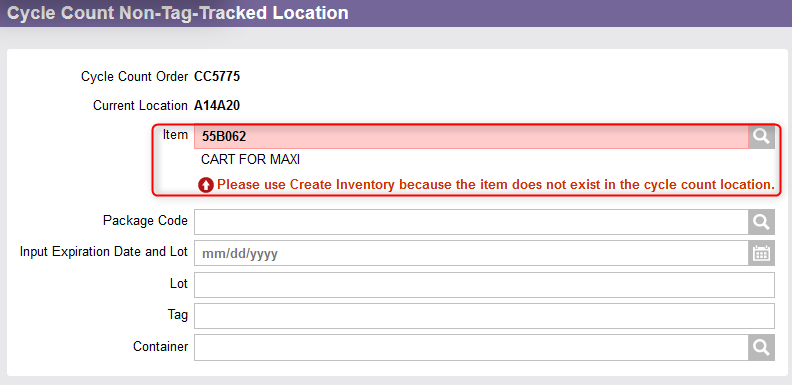 Cycle Count Non-Tag-Tracked Location
Cycle Count Order CC5775
Current Location A14A20
Item 55B062
CART FOR MAXI
Please use Create Inventory because the item does not exist in the cycle count location.
Package Code
Input Expiration Date and Lot mm/dd/yyyy
Lot
Tag
Container